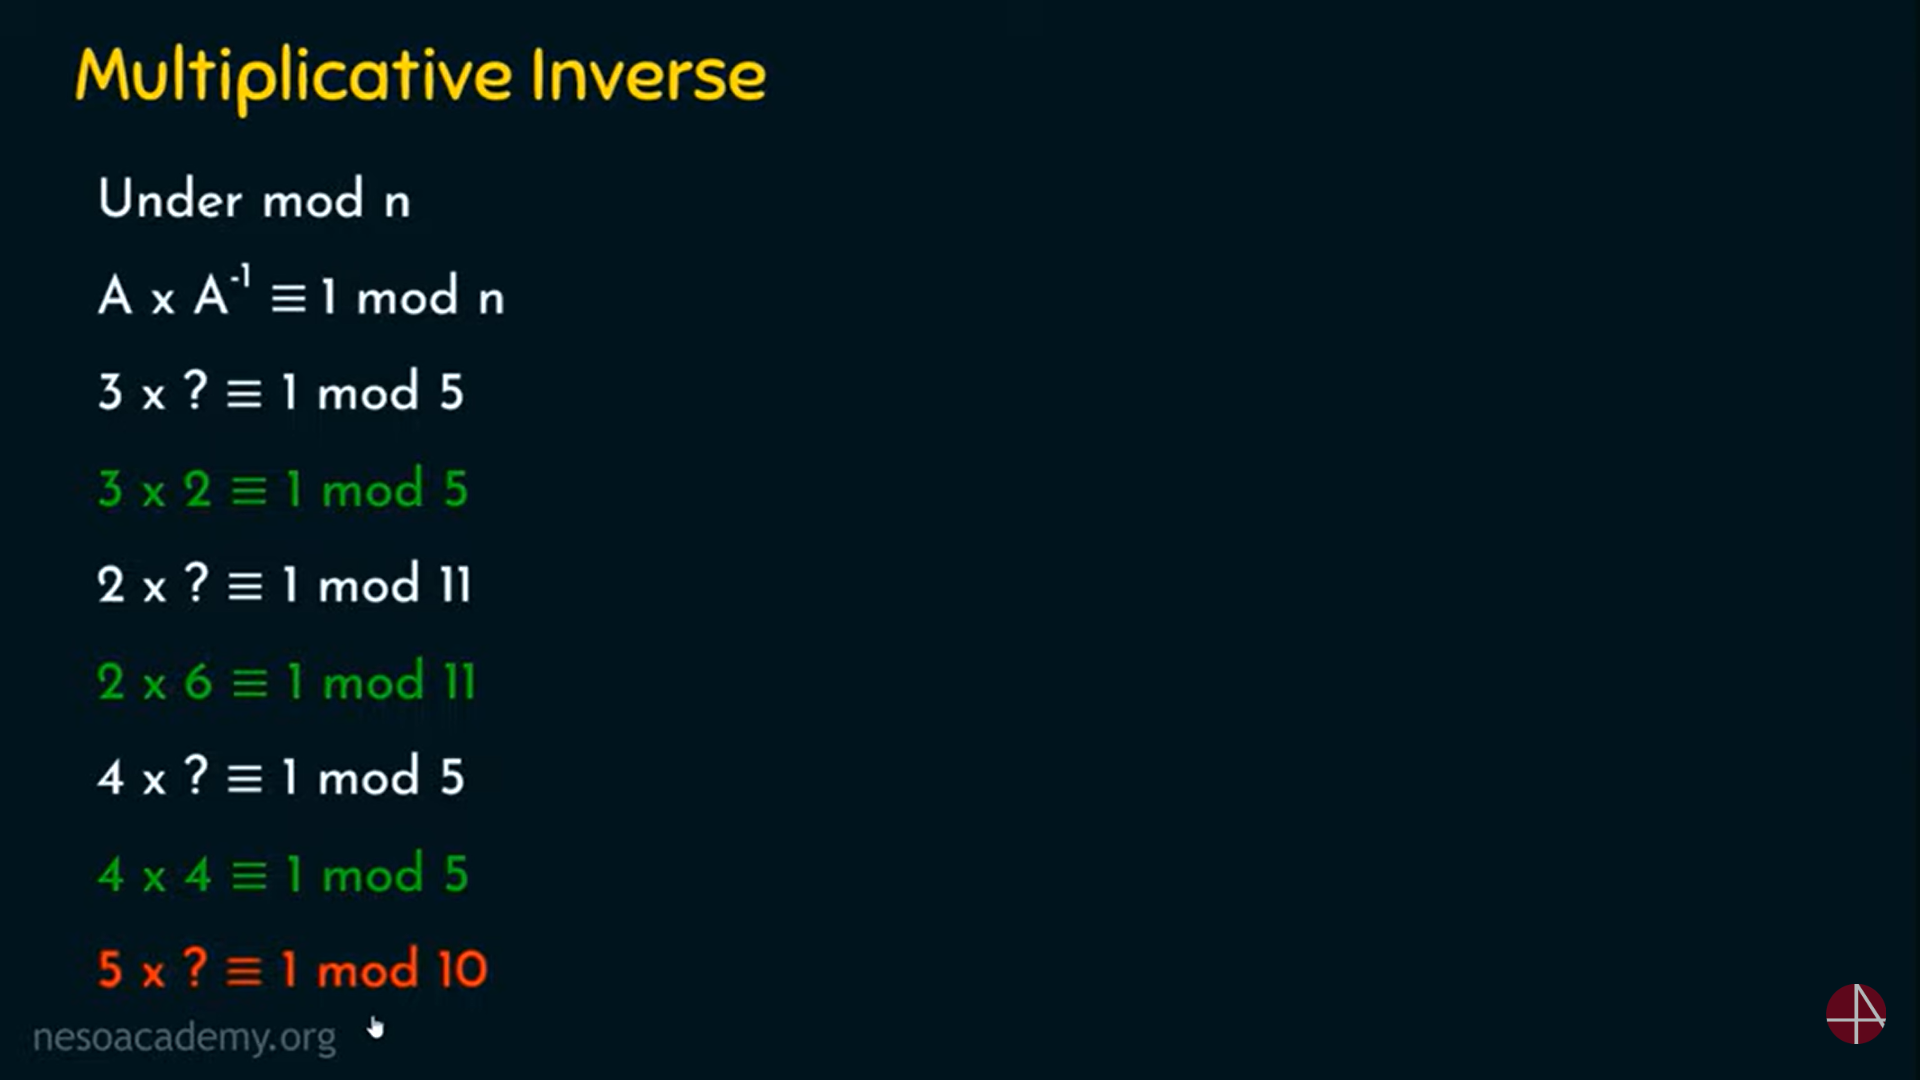 Multiplicative Inverse
Under mod n
A x A⁻¹ ≡ 1 mod n
3 x ? ≡ 1 mod 5
3 x 2 ≡ 1 mod 5
2 x ? ≡ 1 mod 11
2 x 6 ≡ 1 mod 11
4 x ? ≡ 1 mod 5
4 x 4 ≡ 1 mod 5
5 x ? ≡ 1 mod 10
nesoacademy.org